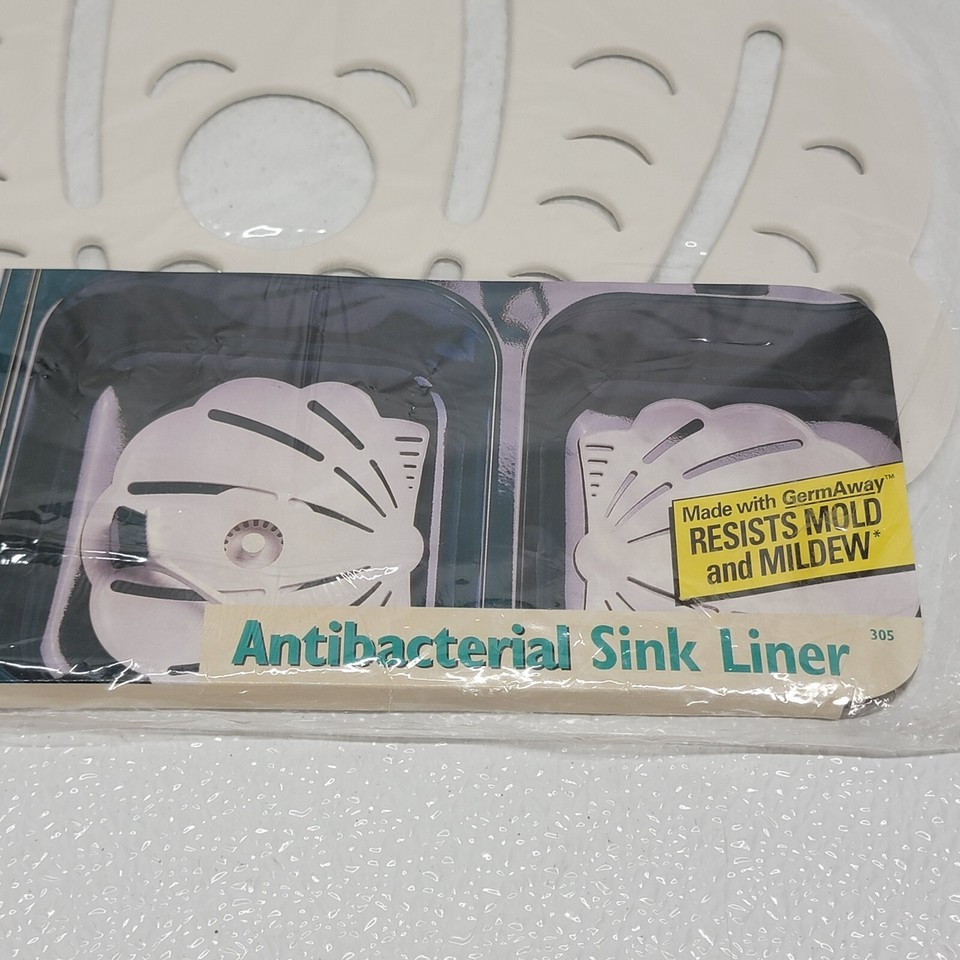 Made with GermAway™
RESISTS MOLD
and MILDEW*
Antibacterial Sink Liner
305